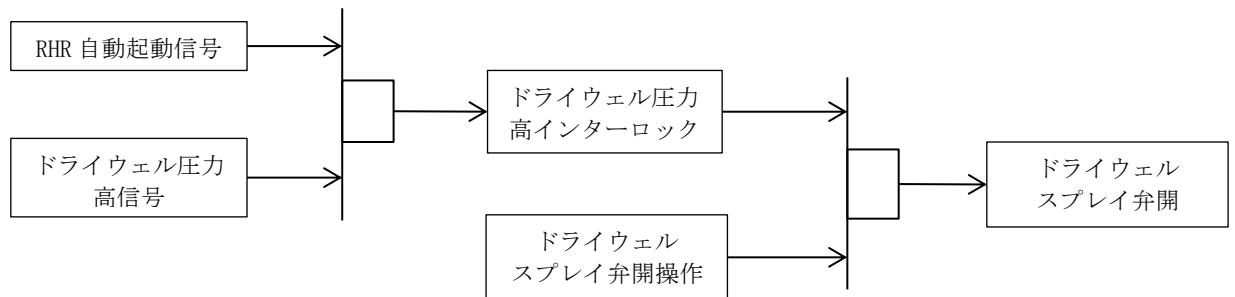 RHR 自動起動信号
ドライウェル圧力
高信号
ドライウェル圧力
高インターロック
ドライウェル
スプレイ弁開操作
ドライウェル
スプレイ弁開